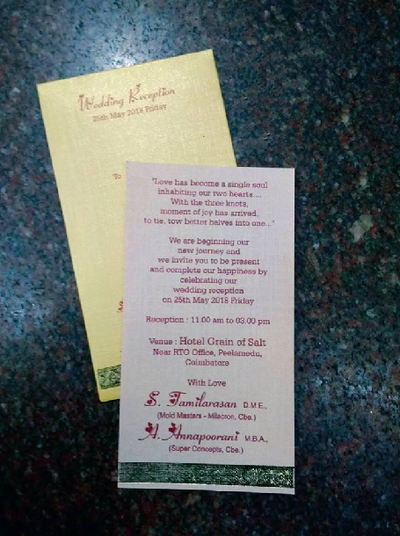 Wedding Reception
25th May 2018 Friday
To
"Love has become a single soul
inhabiting our two hearts ...
With the three knots,
moment of joy has arrived,
to tie, tow better halves into one..."
We are beginning our
new journey and
we invite you to be present
and complete our happiness by
celebrating our
wedding reception
on 25th May 2018 Friday
Reception : 11.00 am to 03.00 pm
Venue : Hotel Grain of Salt
Near RTO Office, Peelamedu,
Coimbatore
With Love
S. Tamilarasan D.M.E.,
(Mold Masters - Milacron, Cbe.)
A. Annapoorani M.B.A.,
(Super Concepts, Cbe.)